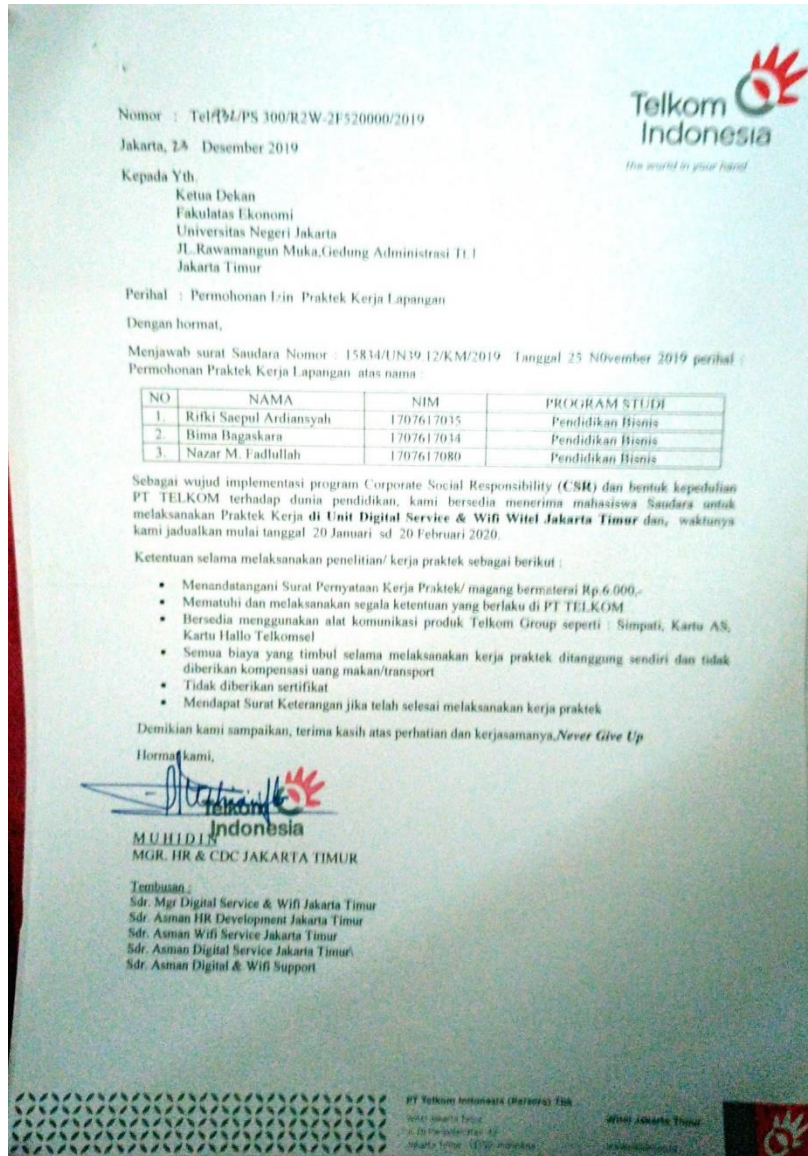 Telkom
Indonesia
the world in your hand
Nomor : Tel. /PS 300/R2W-2F520000/2019
Jakarta, Desember 2019
Kepada Yth.
Ketua Dekan
Fakulatas Ekonomi
Universitas Negeri Jakarta
JL.Rawamangun Muka,Gedung Administrasi Lt.1
Jakarta Timur
Perihal : Permohonan Izin Praktek Kerja Lapangan
Dengan hormat,
Menjawab surat Saudara Nomor : 15834/UN39.12/KM/2019 Tanggal 25 N0vember 2019 perihal :
Permohonan Praktek Kerja Lapangan atas nama :
NO NAMA NIM PROGRAM STUDI
1. Rifki Saepul Ardiansyah 1707617035 Pendidikan Bisnis
2. Bima Bagaskara 1707617034 Pendidikan Bisnis
3. Nazar M. Fadlullah 1707617080 Pendidikan Bisnis
Sebagai wujud implementasi program Corporate Social Responsibility (CSR) dan bentuk kepedulian
PT TELKOM terhadap dunia pendidikan, kami bersedia menerima mahasiswa Saudara untuk
melaksanakan Praktek Kerja di Unit Digital Service & Wifi Witel Jakarta Timur dan, waktunya
kami jadualkan mulai tanggal 20 Januari sd 20 Februari 2020.
Ketentuan selama melaksanakan penelitian/ kerja praktek sebagai berikut :
• Menandatangani Surat Pernyataan Kerja Praktek/ magang bermaterai Rp.6.000,-
• Mematuhi dan melaksanakan segala ketentuan yang berlaku di PT TELKOM
• Bersedia menggunakan alat komunikasi produk Telkom Group seperti : Simpati, Kartu AS,
Kartu Hallo Telkomsel
• Semua biaya yang timbul selama melaksanakan kerja praktek ditanggung sendiri dan tidak
diberikan kompensasi uang makan/transport
• Tidak diberikan sertifikat
• Mendapat Surat Keterangan jika telah selesai melaksanakan kerja praktek
Demikian kami sampaikan, terima kasih atas perhatian dan kerjasamanya,Never Give Up
Hormat kami,
Telkom
Indonesia
MUHIDIN
MGR. HR & CDC JAKARTA TIMUR
Tembusan :
Sdr. Mgr Digital Service & Wifi Jakarta Timur
Sdr. Asman HR Development Jakarta Timur
Sdr. Asman Wifi Service Jakarta Timur
Sdr. Asman Digital Service Jakarta Timur\
Sdr. Asman Digital & Wifi Support
PT Telkom Indonesia (Persero) Tbk
Witel Jakarta Timur
Witel Jakarta Timur